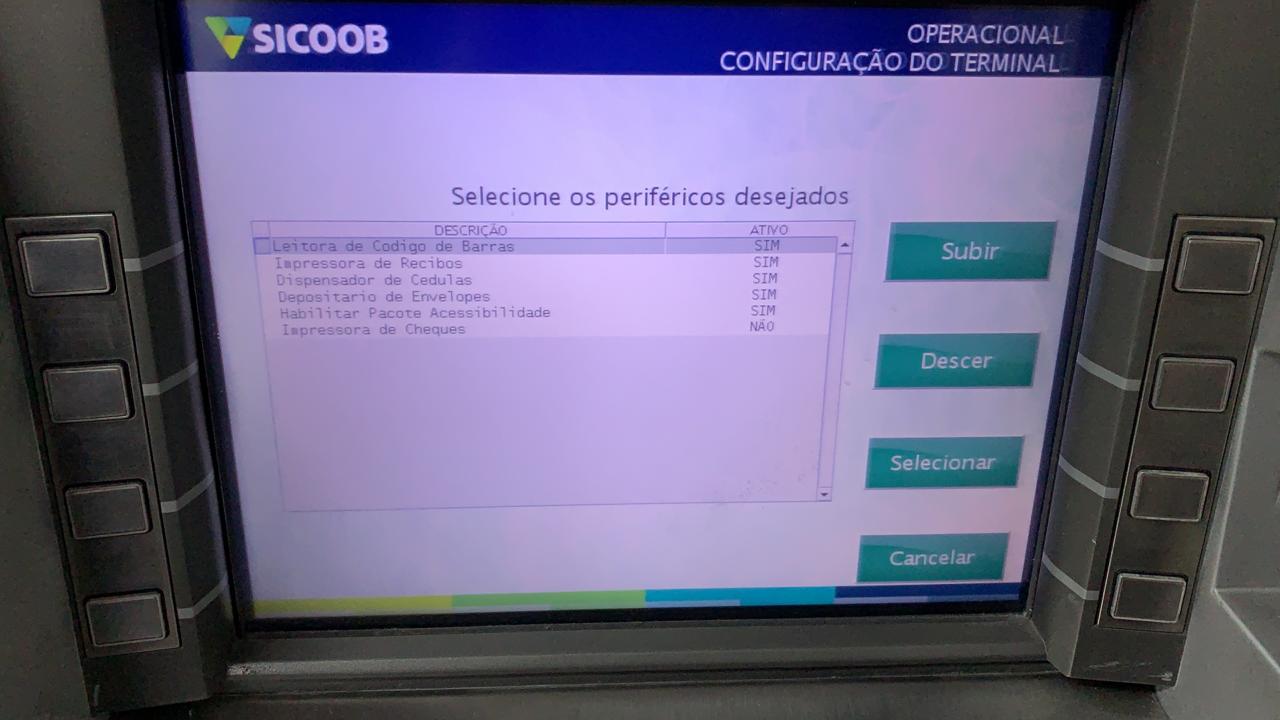 SICOOB
OPERACIONAL
CONFIGURAÇÃO DO TERMINAL
Selecione os periféricos desejados
DESCRIÇÃO ATIVO
Leitora de Codigo de Barras SIM
Impressora de Recibos SIM
Dispensador de Cedulas SIM
Depositario de Envelopes SIM
Habilitar Pacote Acessibilidade SIM
Impressora de Cheques NÃO
Subir
Descer
Selecionar
Cancelar